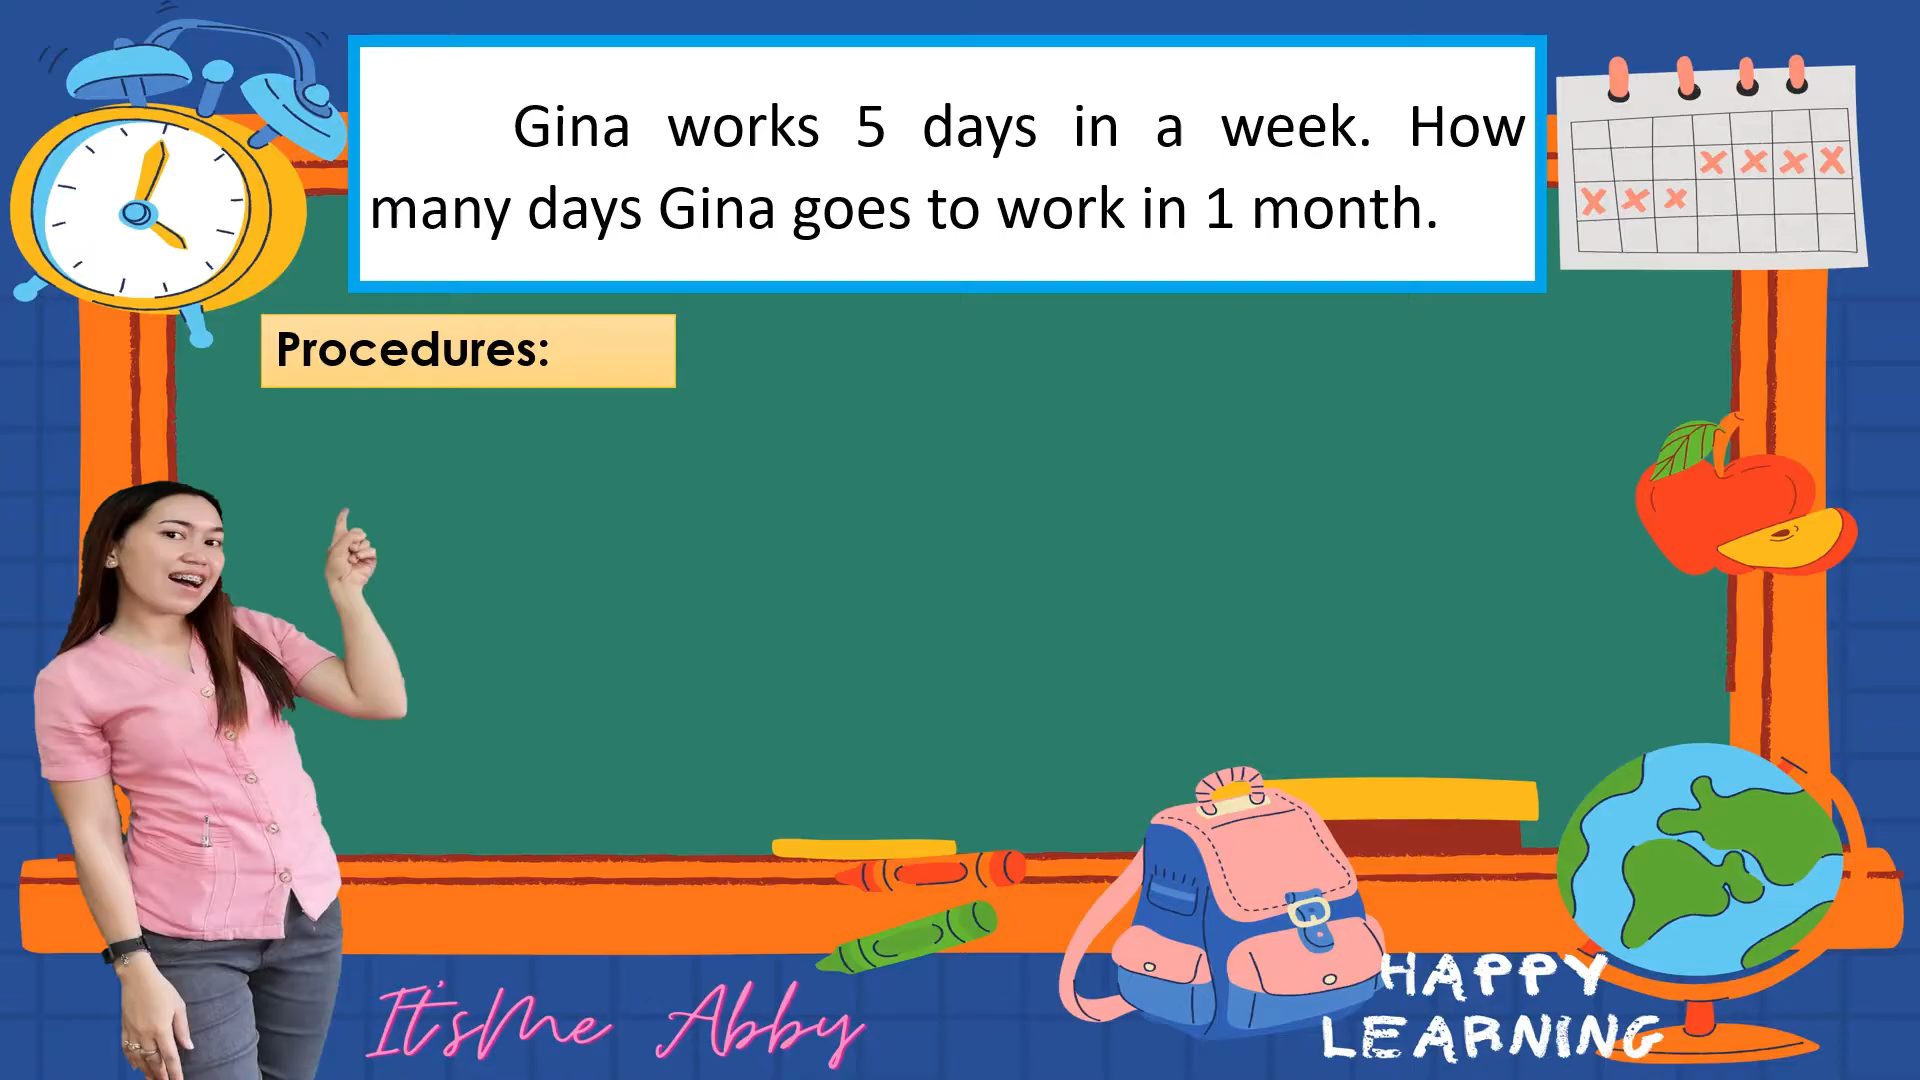 Gina works 5 days in a week. How
many days Gina goes to work in 1 month.
Procedures:
It'sMe Abby
HAPPY
LEARNING